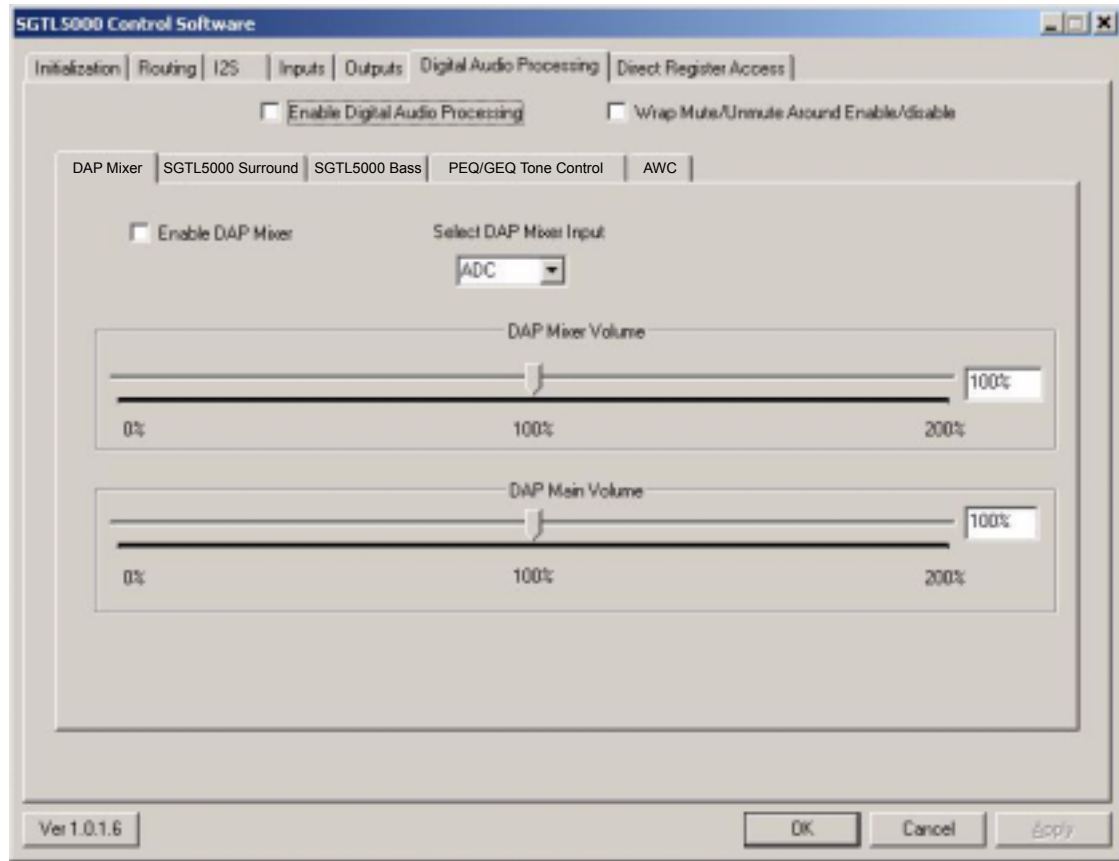 SGTL5000 Control Software
Initialization Routing I2S Inputs Outputs Digital Audio Processing Direct Register Access
Enable Digital Audio Processing Wrap Mute/Unmute Around Enable/disable
DAP Mixer SGTL5000 Surround SGTL5000 Bass PEQ/GEQ Tone Control AWC
Enable DAP Mixer Select DAP Mixer Input
ADC
DAP Mixer Volume
100%
0% 100% 200%
DAP Main Volume
100%
0% 100% 200%
Ver 1.0.1.6 OK Cancel Apply